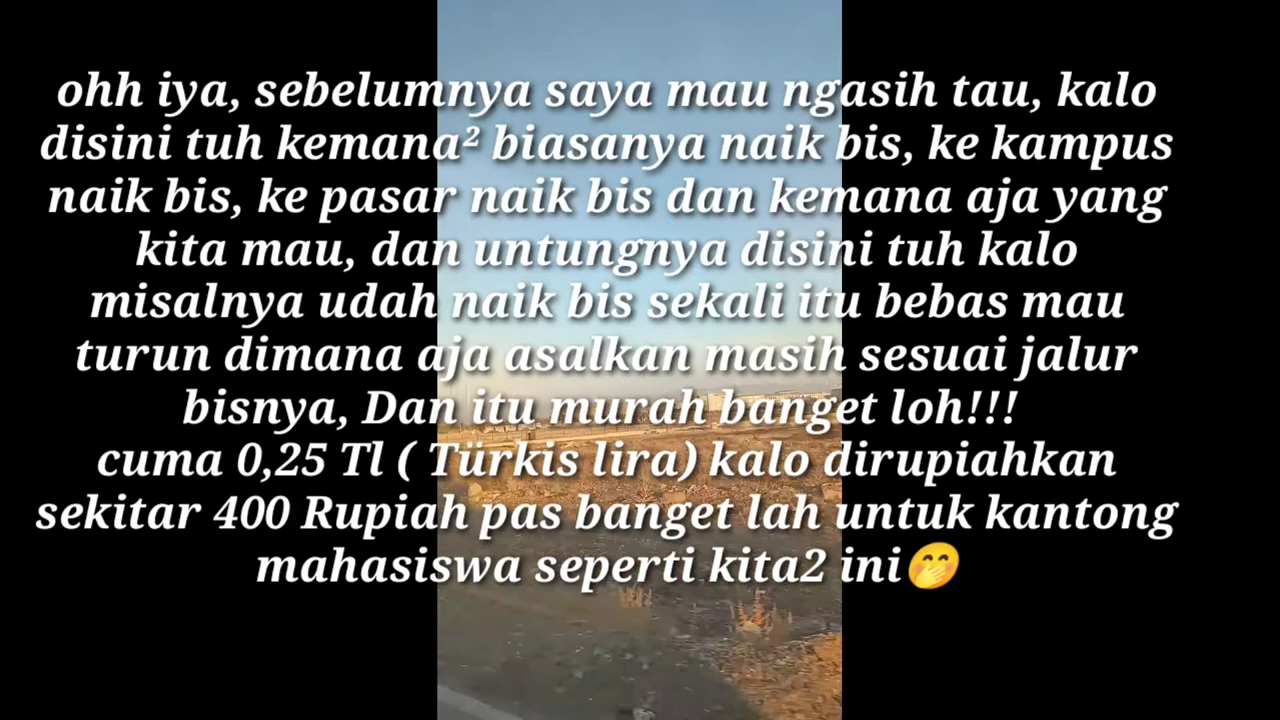 ohh iya, sebelumnya saya mau ngasih tau, kalo
disini tuh kemana² biasanya naik bis, ke kampus
naik bis, ke pasar naik bis dan kemana aja yang
kita mau, dan untungnya disini tuh kalo
misalnya udah naik bis sekali itu bebas mau
turun dimana aja asalkan masih sesuai jalur
bisnya, Dan itu murah banget loh!!!
cuma 0,25 Tl ( Türkis lira) kalo dirupiahkan
sekitar 400 Rupiah pas banget lah untuk kantong
mahasiswa seperti kita2 ini🤭